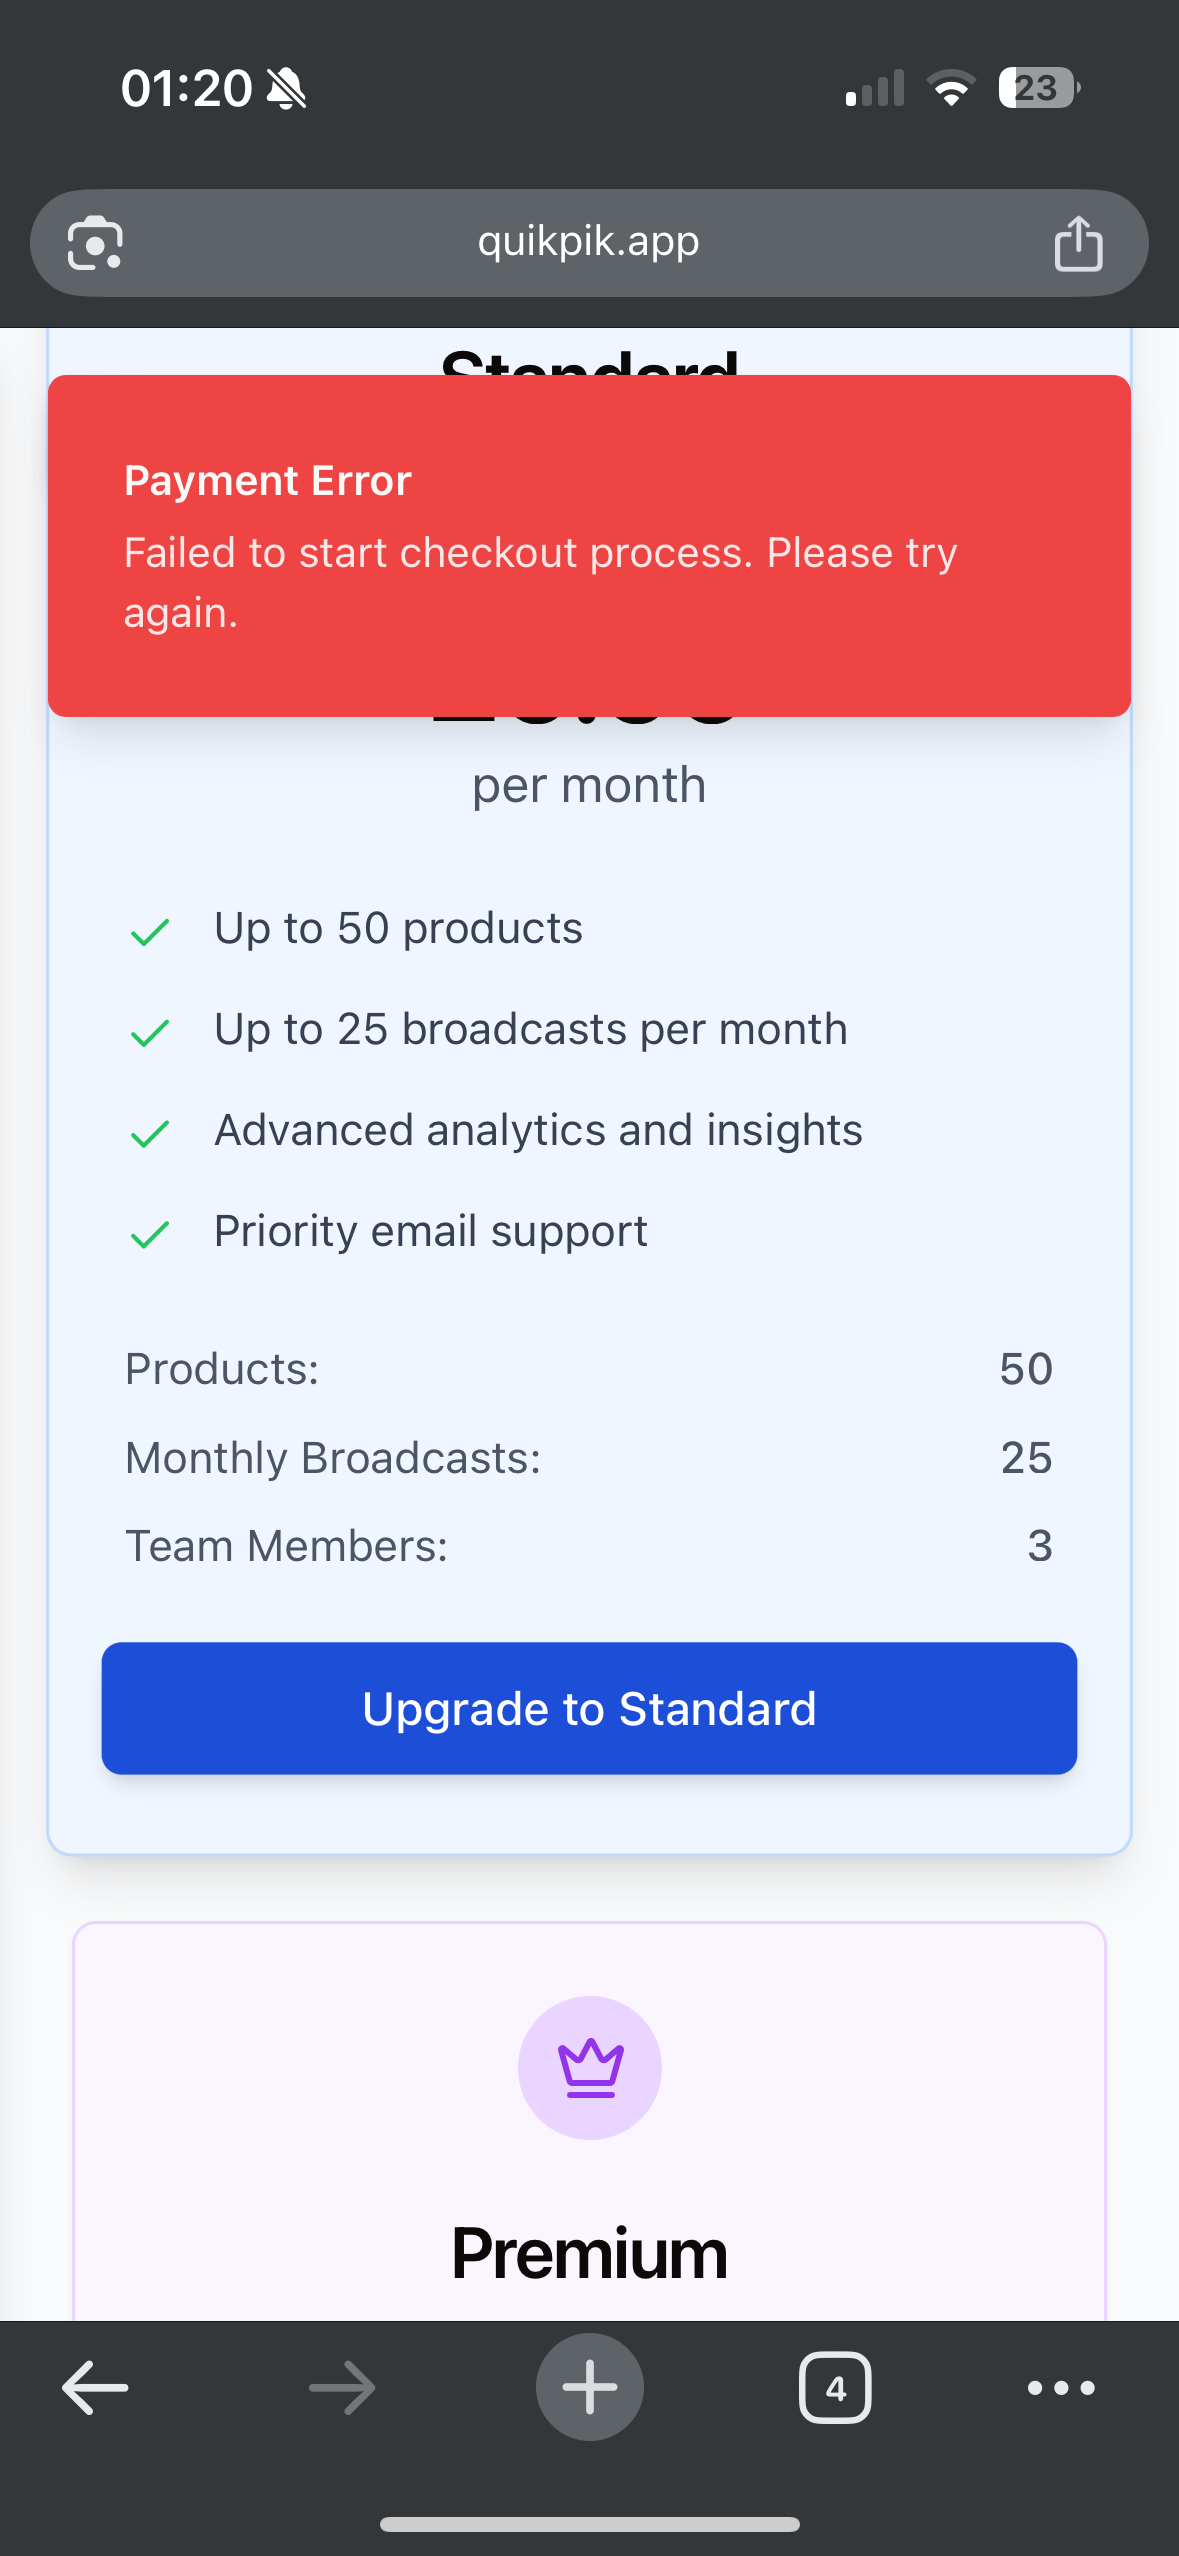 01:20
23
quikpik.app
Standard
Payment Error
Failed to start checkout process. Please try
again.
per month
Up to 50 products
Up to 25 broadcasts per month
Advanced analytics and insights
Priority email support
Products: 50
Monthly Broadcasts: 25
Team Members: 3
Upgrade to Standard
Premium
4